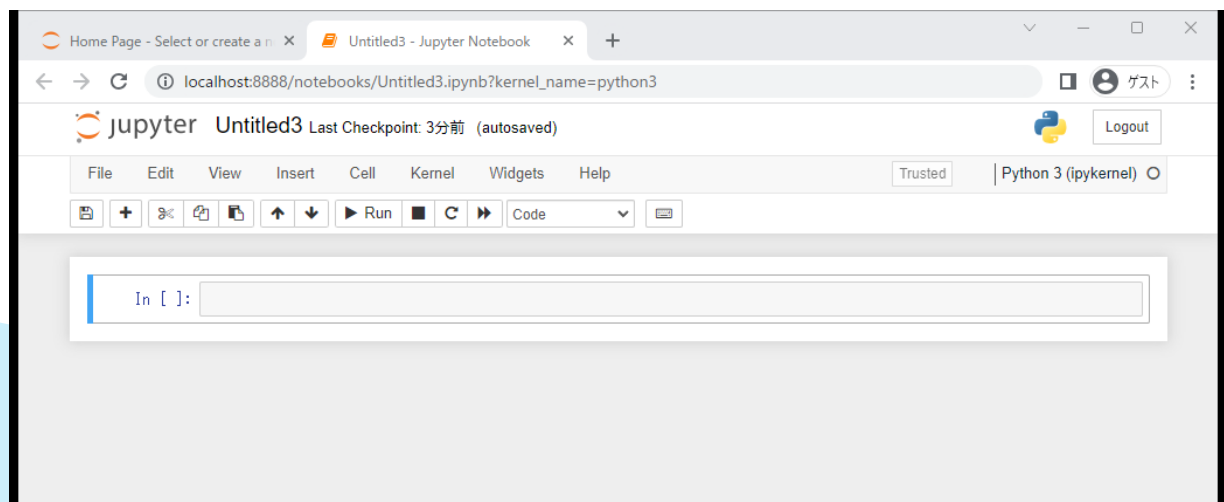 Home Page - Select or create a n
Untitled3 - Jupyter Notebook
localhost:8888/notebooks/Untitled3.ipynb?kernel_name=python3
ゲスト
jupyter Untitled3 Last Checkpoint: 3分前 (autosaved)
Logout
File Edit View Insert Cell Kernel Widgets Help
Trusted Python 3 (ipykernel)
Run Code
In [ ]: